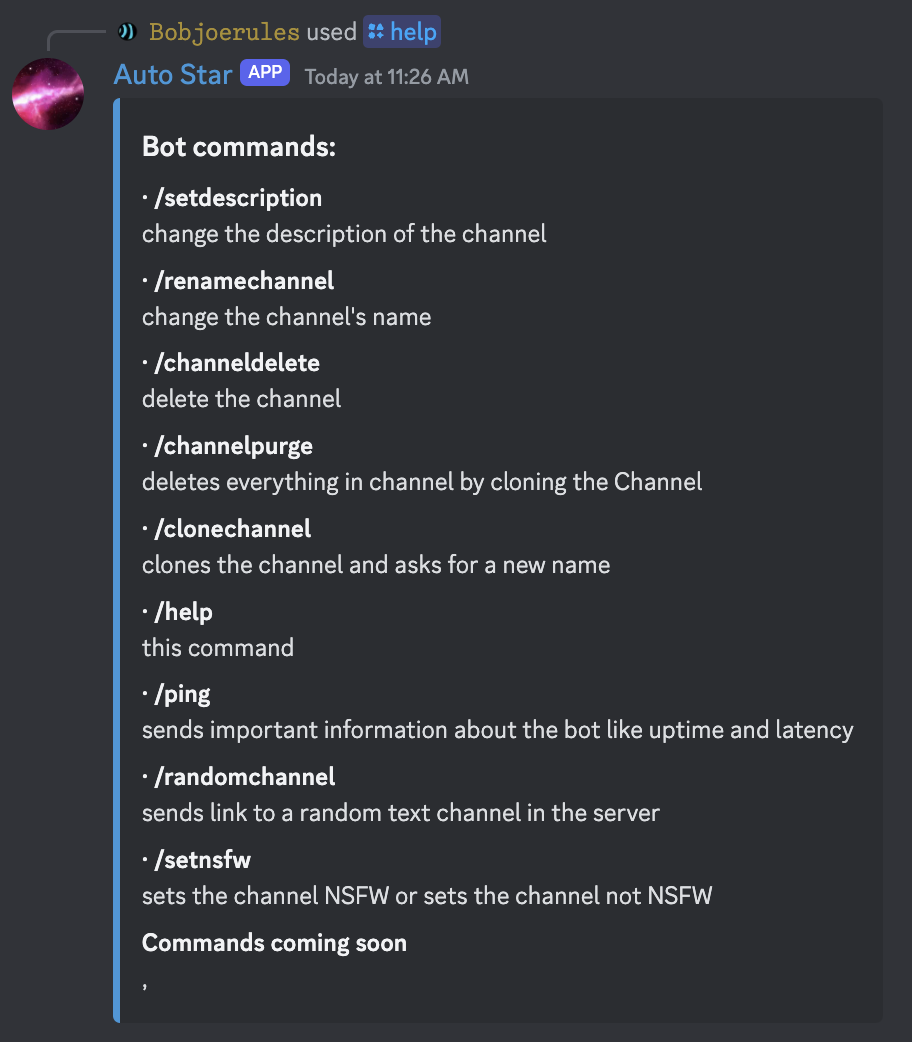 Bobjoerules used help
Auto Star APP Today at 11:26 AM
Bot commands:
· /setdescription
change the description of the channel
· /renamechannel
change the channel's name
· /channeldelete
delete the channel
· /channelpurge
deletes everything in channel by cloning the Channel
· /clonechannel
clones the channel and asks for a new name
· /help
this command
· /ping
sends important information about the bot like uptime and latency
· /randomchannel
sends link to a random text channel in the server
· /setnsfw
sets the channel NSFW or sets the channel not NSFW
Commands coming soon
,